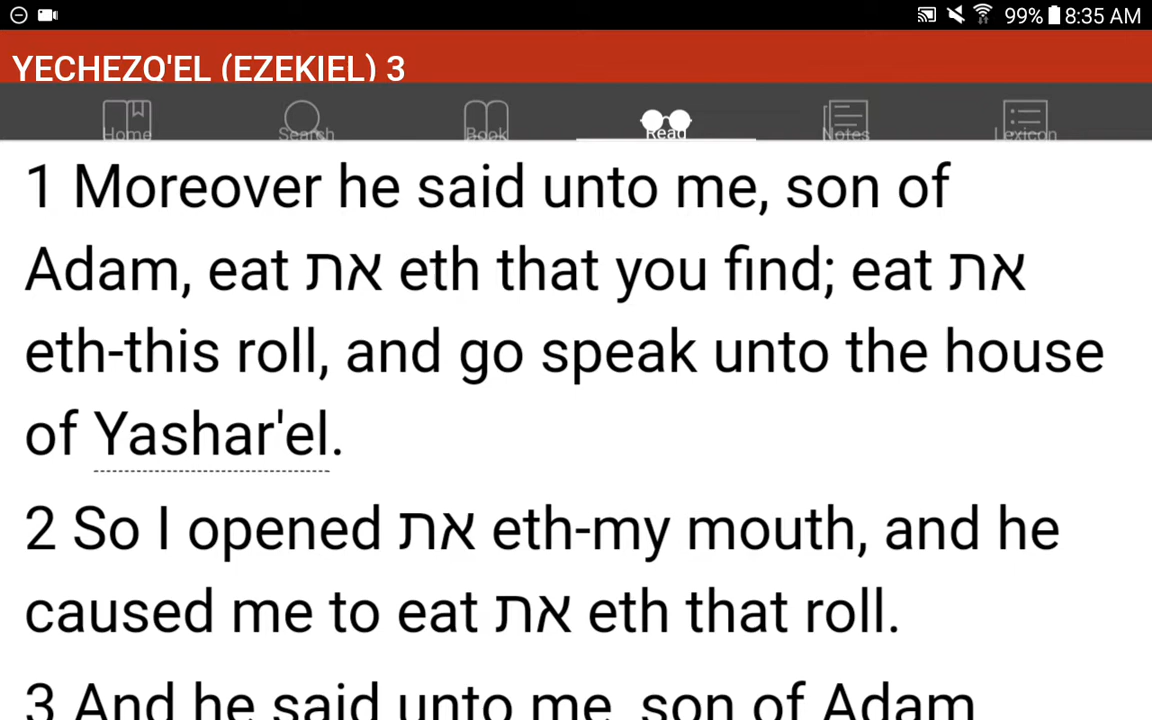 99% 8:35 AM
YECHEZQ'EL (EZEKIEL) 3
Home Search Book Read Notes Lexicon
1 Moreover he said unto me, son of
Adam, eat את eth that you find; eat את
eth-this roll, and go speak unto the house
of Yashar'el.
2 So I opened את eth-my mouth, and he
caused me to eat את eth that roll.
3 And he said unto me, son of Adam